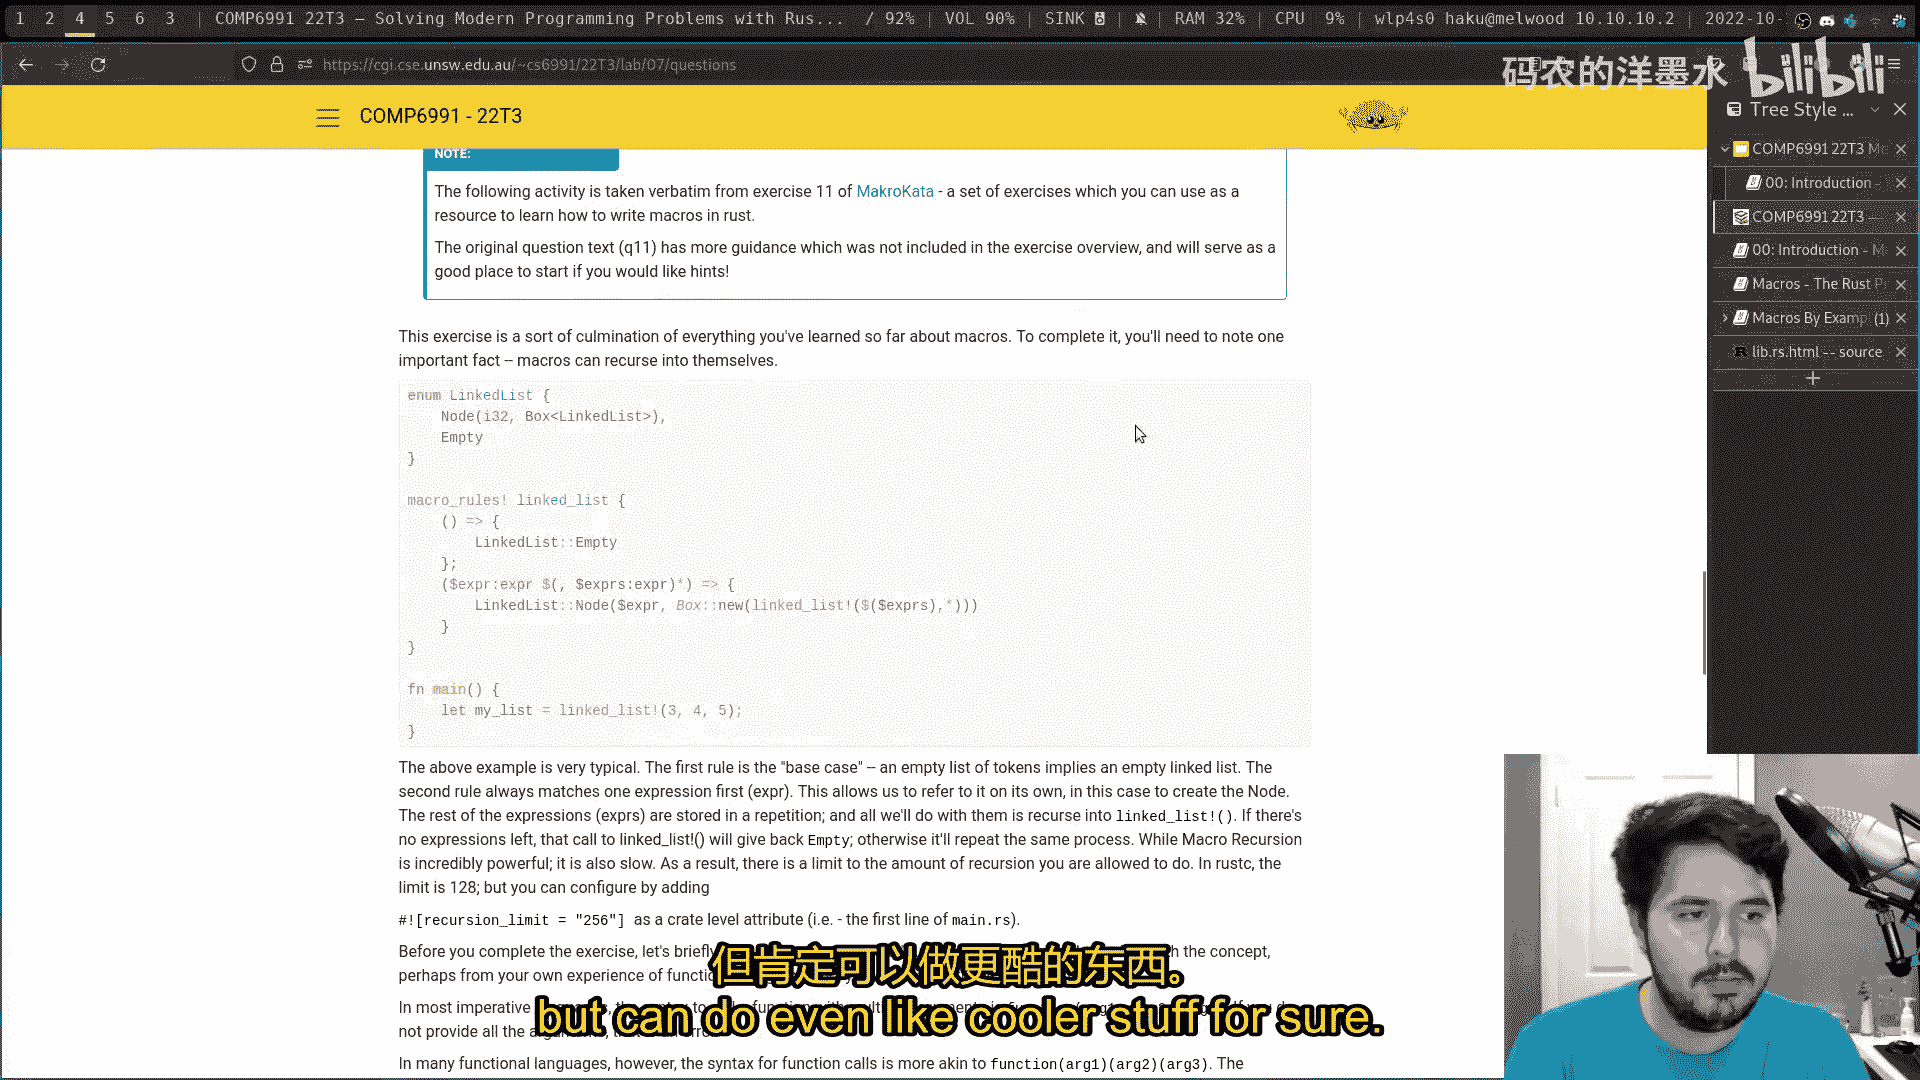 1 2 4 5 6 3 | COMP6991 22T3 — Solving Modern Programming Problems with Rus... / 92% | VOL 90% | SINK | RAM 32% | CPU 9% | wlp4s0 haku@melwood 10.10.10.2 | 2022-10-
https://cgi.cse.unsw.edu.au/~cs6991/22T3/lab/07/questions
码农的洋墨水 bilibili
COMP6991 - 22T3
Tree Style ...
COMP6991 22T3
00: Introduction -
COMP6991 22T3 —
00: Introduction - M
Macros - The Rust P
Macros By Examp (1)
lib.rs.html -- source
NOTE:
The following activity is taken verbatim from exercise 11 of MakroKata - a set of exercises which you can use as a
resource to learn how to write macros in rust.
The original question text (q11) has more guidance which was not included in the exercise overview, and will serve as a
good place to start if you would like hints!
This exercise is a sort of culmination of everything you've learned so far about macros. To complete it, you'll need to note one
important fact -- macros can recurse into themselves.
enum LinkedList {
    Node(i32, Box<LinkedList>),
    Empty
}
macro_rules! linked_list {
    () => {
        LinkedList::Empty
    };
    ($expr:expr $(, $exprs:expr)*) => {
        LinkedList::Node($expr, Box::new(linked_list!($($exprs),*)))
    }
}
fn main() {
    let my_list = linked_list!(3, 4, 5);
}
The above example is very typical. The first rule is the "base case" -- an empty list of tokens implies an empty linked list. The
second rule always matches one expression first (expr). This allows us to refer to it on its own, in this case to create the Node.
The rest of the expressions (exprs) are stored in a repetition; and all we'll do with them is recurse into linked_list!(). If there's
no expressions left, that call to linked_list!() will give back Empty; otherwise it'll repeat the same process. While Macro Recursion
is incredibly powerful; it is also slow. As a result, there is a limit to the amount of recursion you are allowed to do. In rustc, the
limit is 128; but you can configure by adding
#![recursion_limit = "256"] as a crate level attribute (i.e. - the first line of main.rs).
Before you complete the exercise, let's briefly the concept,
perhaps from your own experience of
In most imperative
not provide all the
In many functional languages, however, the syntax for function calls is more akin to function(arg1)(arg2)(arg3). The
但肯定可以做更酷的东西。
but can do even like cooler stuff for sure.